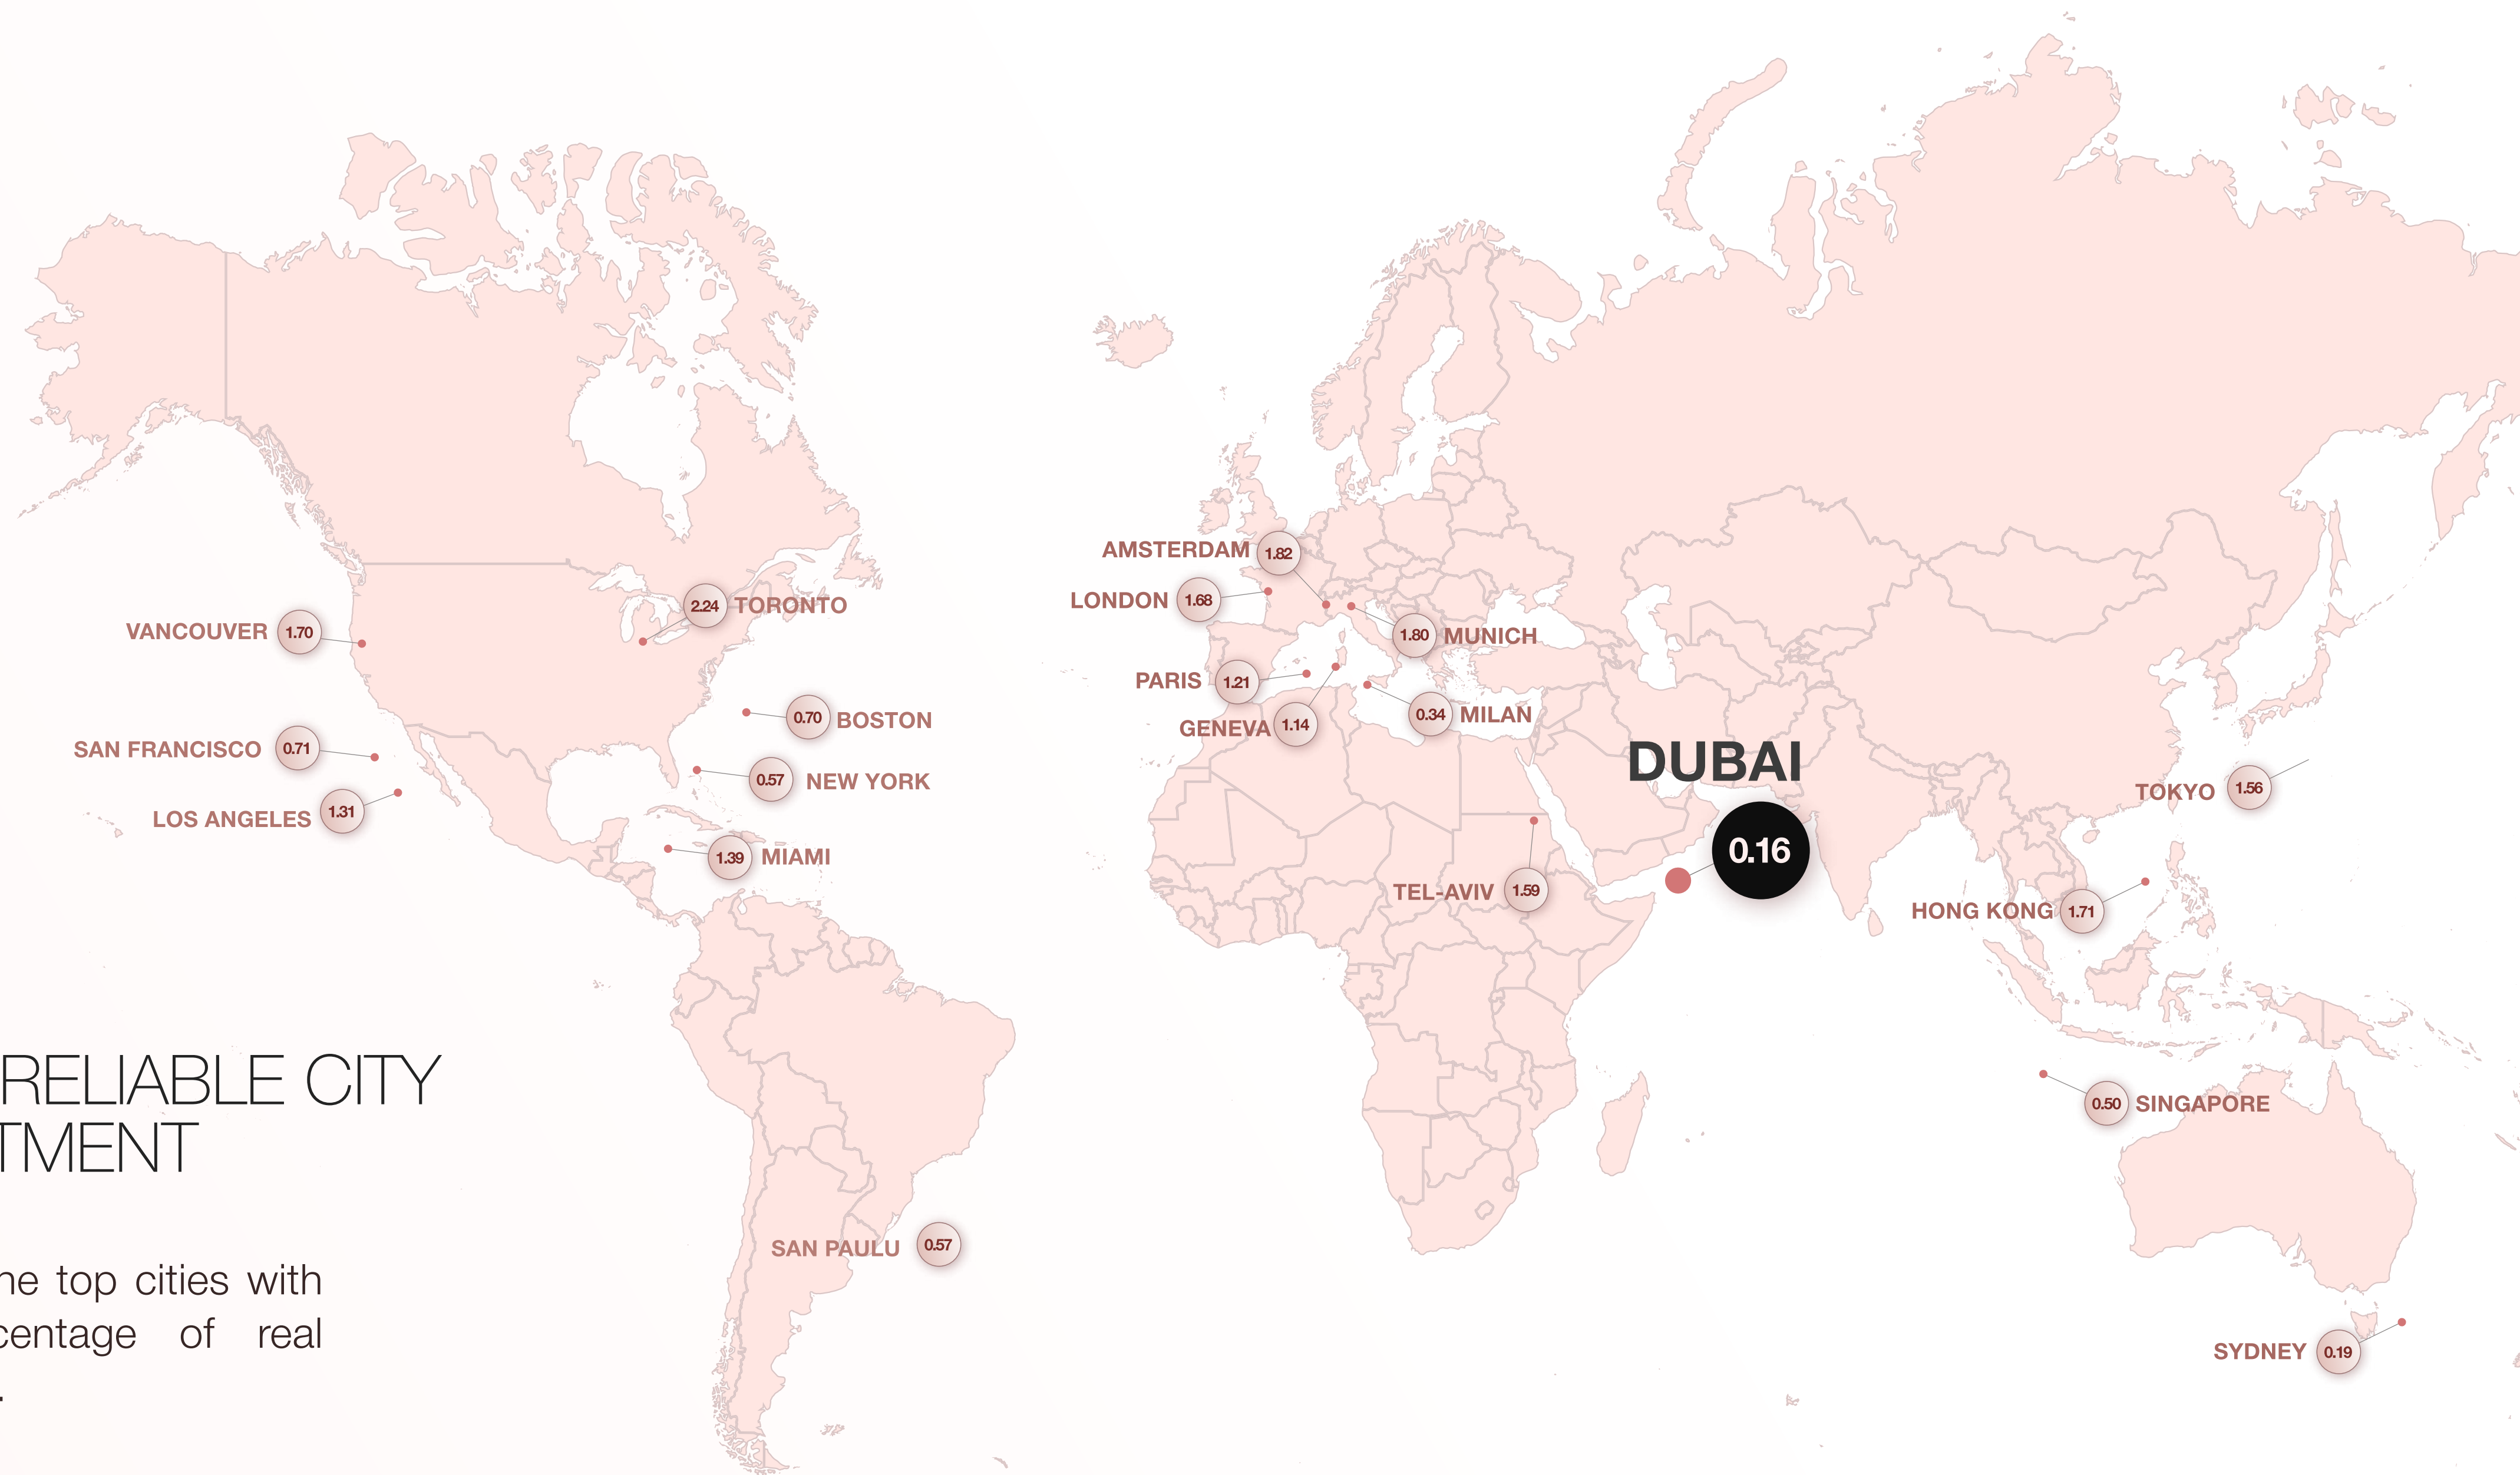 AMSTERDAM 1.82
LONDON 1.68
2.24 TORONTO
VANCOUVER 1.70
1.80 MUNICH
PARIS 1.21
0.70 BOSTON
0.34 MILAN
GENEVA 1.14
SAN FRANCISCO 0.71
DUBAI
0.57 NEW YORK
TOKYO 1.56
LOS ANGELES 1.31
0.16
1.39 MIAMI
TEL-AVIV 1.59
HONG KONG 1.71
RELIABLE CITY
TMENT
0.50 SINGAPORE
SAN PAULU 0.57
ne top cities with
centage of real
.
SYDNEY 0.19